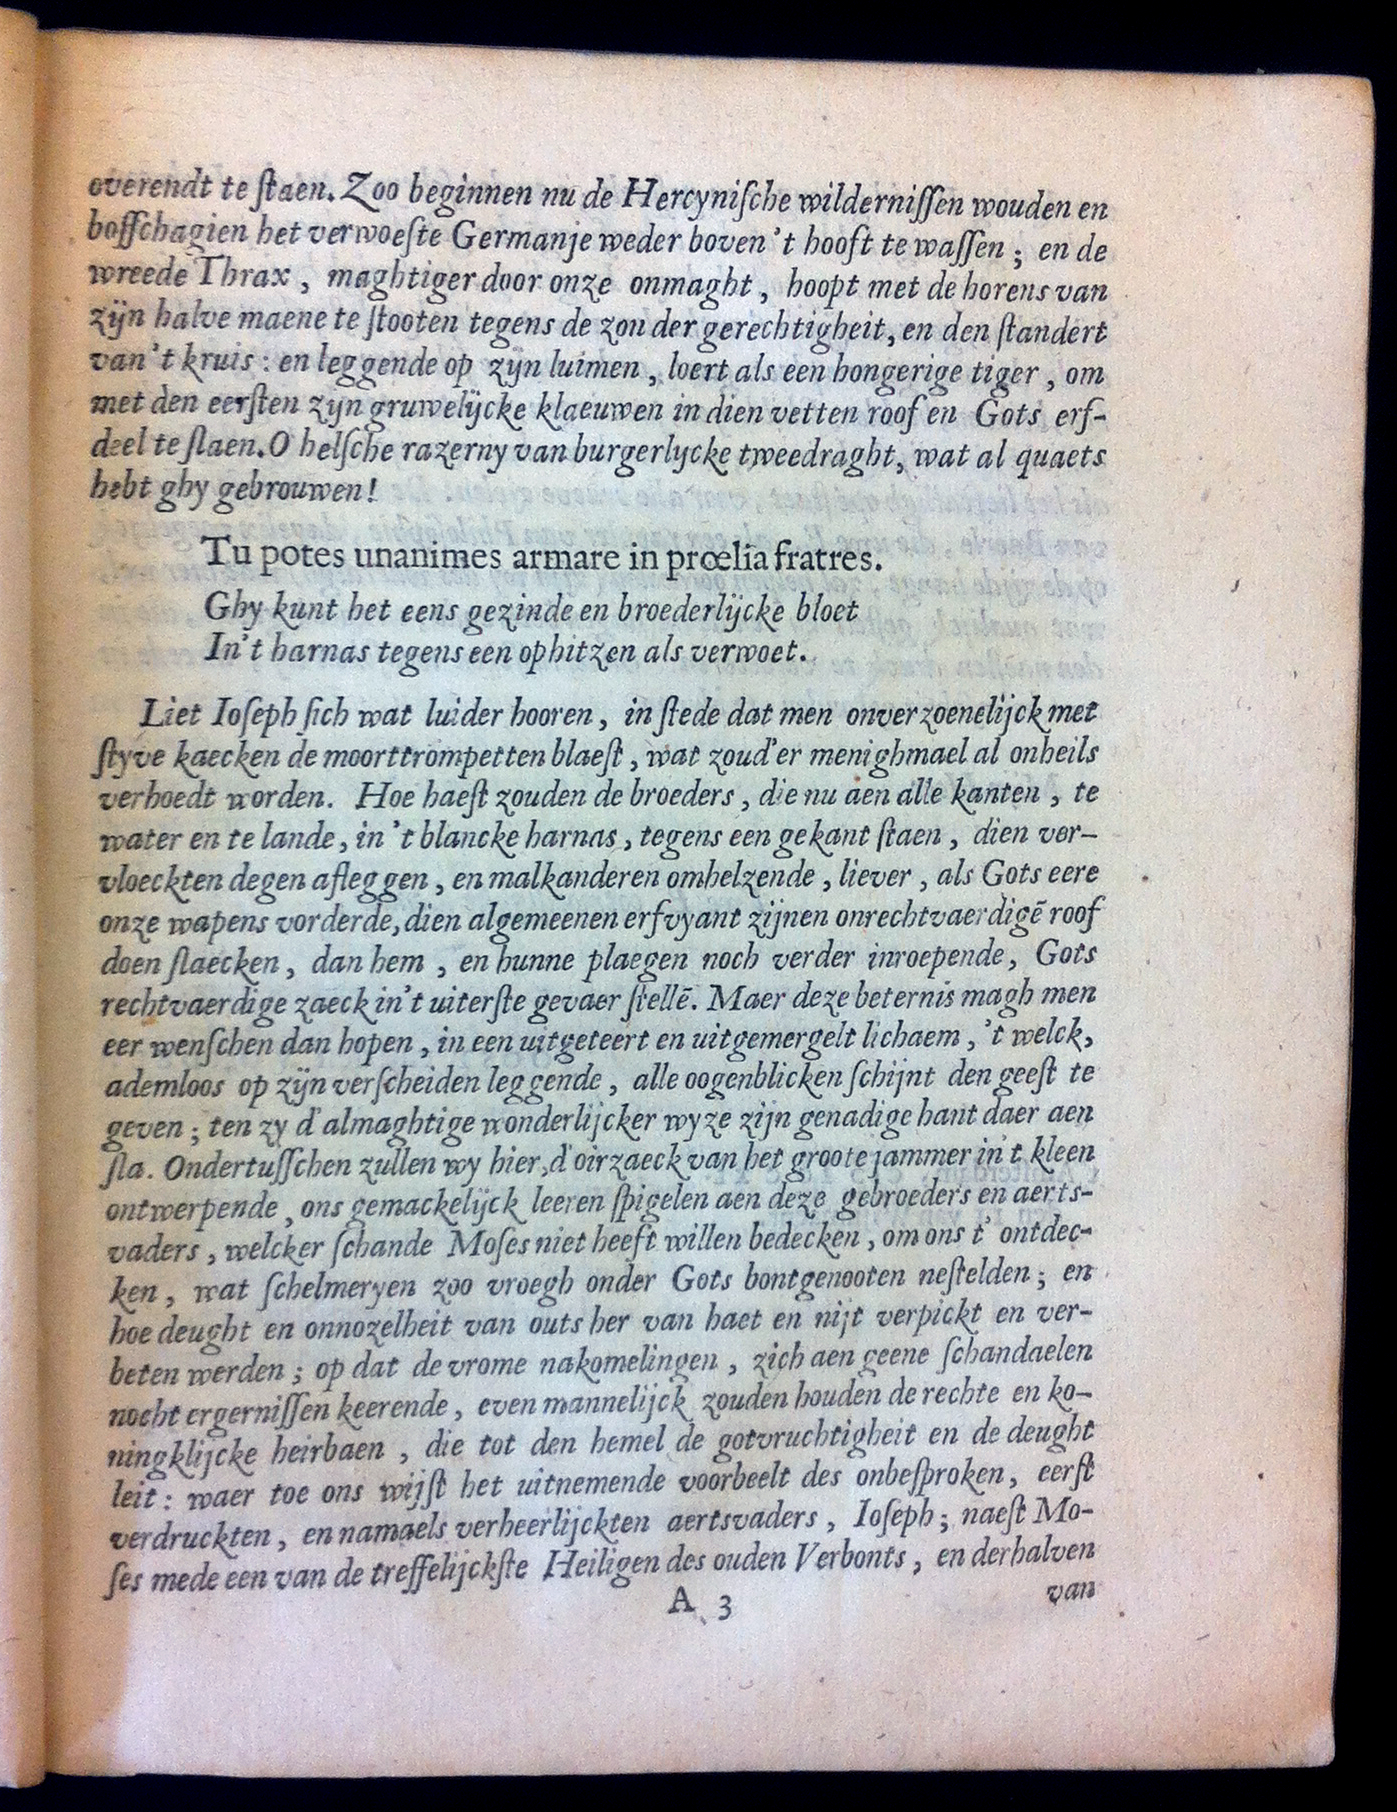 overendt te ſtaen. Zoo beginnen nu de Hercyniſche wilderniſſen wouden en
boſſchagien het verwoeſte Germanje weder boven 't hooft te waſſen; en de
wreede Thrax, maghtiger door onze onmaght, hoopt met de horens van
zijn halve maene te ſtooten tegens de zon der gerechtigheit, en den ſtandert
van 't kruis: en leggende op zijn luimen, loert als een hongerige tiger, om
met den eerſten zijn gruwelijcke klaeuwen in dien vetten roof en Gots erf-
deel te ſlaen. O helſche razerny van burgerlycke tweedraght, wat al quaets
hebt ghy gebrouwen!
Tu potes unanimes armare in prœlia fratres.
Ghy kunt het eens gezinde en broederlijcke bloet
In't harnas tegens een ophitzen als verwoet.
Liet Ioſeph ſich wat luider hooren, in ſtede dat men onverzoenelijck met
ſtyve kaecken de moorttrompetten blaeſt, wat zoud'er menighmael al onheils
verhoedt worden. Hoe haeſt zouden de broeders, die nu aen alle kanten, te
water en te lande, in 't blancke harnas, tegens een gekant ſtaen, dien ver-
vloeckten degen afleggen, en malkanderen omhelzende, liever, als Gots eere
onze wapens vorderde, dien algemeenen erfvyant zijnen onrechtvaerdigē roof
doen ſlaecken, dan hem, en hunne plaegen noch verder inroepende, Gots
rechtvaerdige zaeck in't uiterſte gevaer ſtellē. Maer deze beternis magh men
eer wenſchen dan hopen, in een uitgeteert en uitgemergelt lichaem, 't welck,
ademloos op zijn verſcheiden leggende, alle oogenblicken ſchijnt den geeſt te
geven; ten zy d'almaghtige wonderlijcker wyze zijn genadige hant daer aen
ſla. Ondertuſſchen zullen wy hier, d'oirzaeck van het groote jammer in't kleen
ontwerpende, ons gemackelijck leeren ſpigelen aen deze gebroeders en aerts-
vaders, welcker ſchande Moſes niet heeft willen bedecken, om ons t' ontdec-
ken, wat ſchelmeryen zoo vroegh onder Gots bontgenooten neſtelden; en
hoe deught en onnozelheit van outs her van haet en nijt verpickt en ver-
beten werden; op dat de vrome nakomelingen, zich aen geene ſchandaelen
nocht ergerniſſen keerende, even mannelijck zouden houden de rechte en ko-
ningklijcke heirbaen, die tot den hemel de gotvruchtigheit en de deught
leit: waer toe ons wijſt het uitnemende voorbeelt des onbeſproken, eerſt
verdruckten, en namaels verheerlijckten aertsvaders, Ioſeph; naeſt Mo-
ſes mede een van de treffelijckſte Heiligen des ouden Verbonts, en derhalven
A 3
van